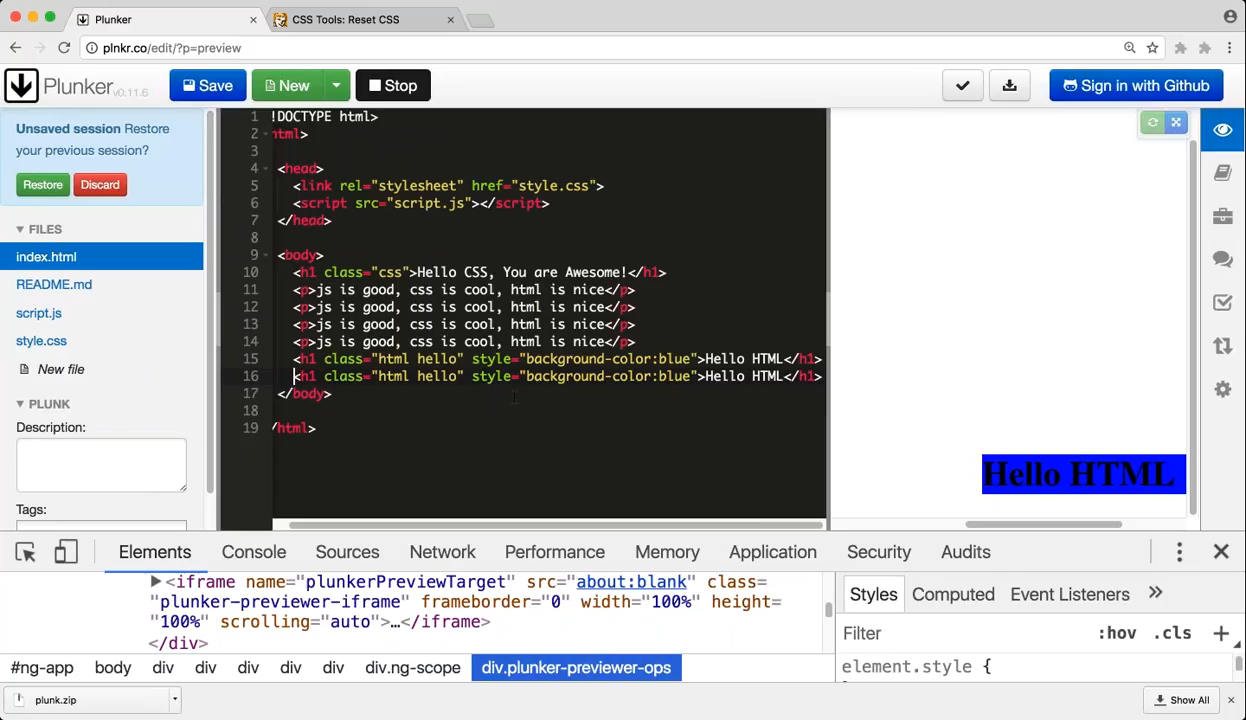 Plunker
CSS Tools: Reset CSS
plnkr.co/edit/?p=preview
Plunker v0.11.6
Save
New
Stop
Sign in with Github
Unsaved session Restore
your previous session?
Restore
Discard
FILES
index.html
README.md
script.js
style.css
New file
PLUNK
Description:
Tags:
1 !DOCTYPE html>
2 html>
3
4 <head>
5 <link rel="stylesheet" href="style.css">
6 <script src="script.js"></script>
7 </head>
8
9 <body>
10 <h1 class="css">Hello CSS, You are Awesome!</h1>
11 <p>js is good, css is cool, html is nice</p>
12 <p>js is good, css is cool, html is nice</p>
13 <p>js is good, css is cool, html is nice</p>
14 <p>js is good, css is cool, html is nice</p>
15 <h1 class="html hello" style="background-color:blue">Hello HTML</h1>
16 <h1 class="html hello" style="background-color:blue">Hello HTML</h1>
17 </body>
18
19 /html>
Hello HTML
Elements Console Sources Network Performance Memory Application Security Audits
<iframe name="plunkerPreviewTarget" src="about:blank" class=
"plunker-previewer-iframe" frameborder="0" width="100%" height=
"100%" scrolling="auto">…</iframe>
</div>
#ng-app body div div div div div div.ng-scope div.plunker-previewer-ops
Styles Computed Event Listeners »
Filter :hov .cls +
element.style {
plunk.zip
Show All